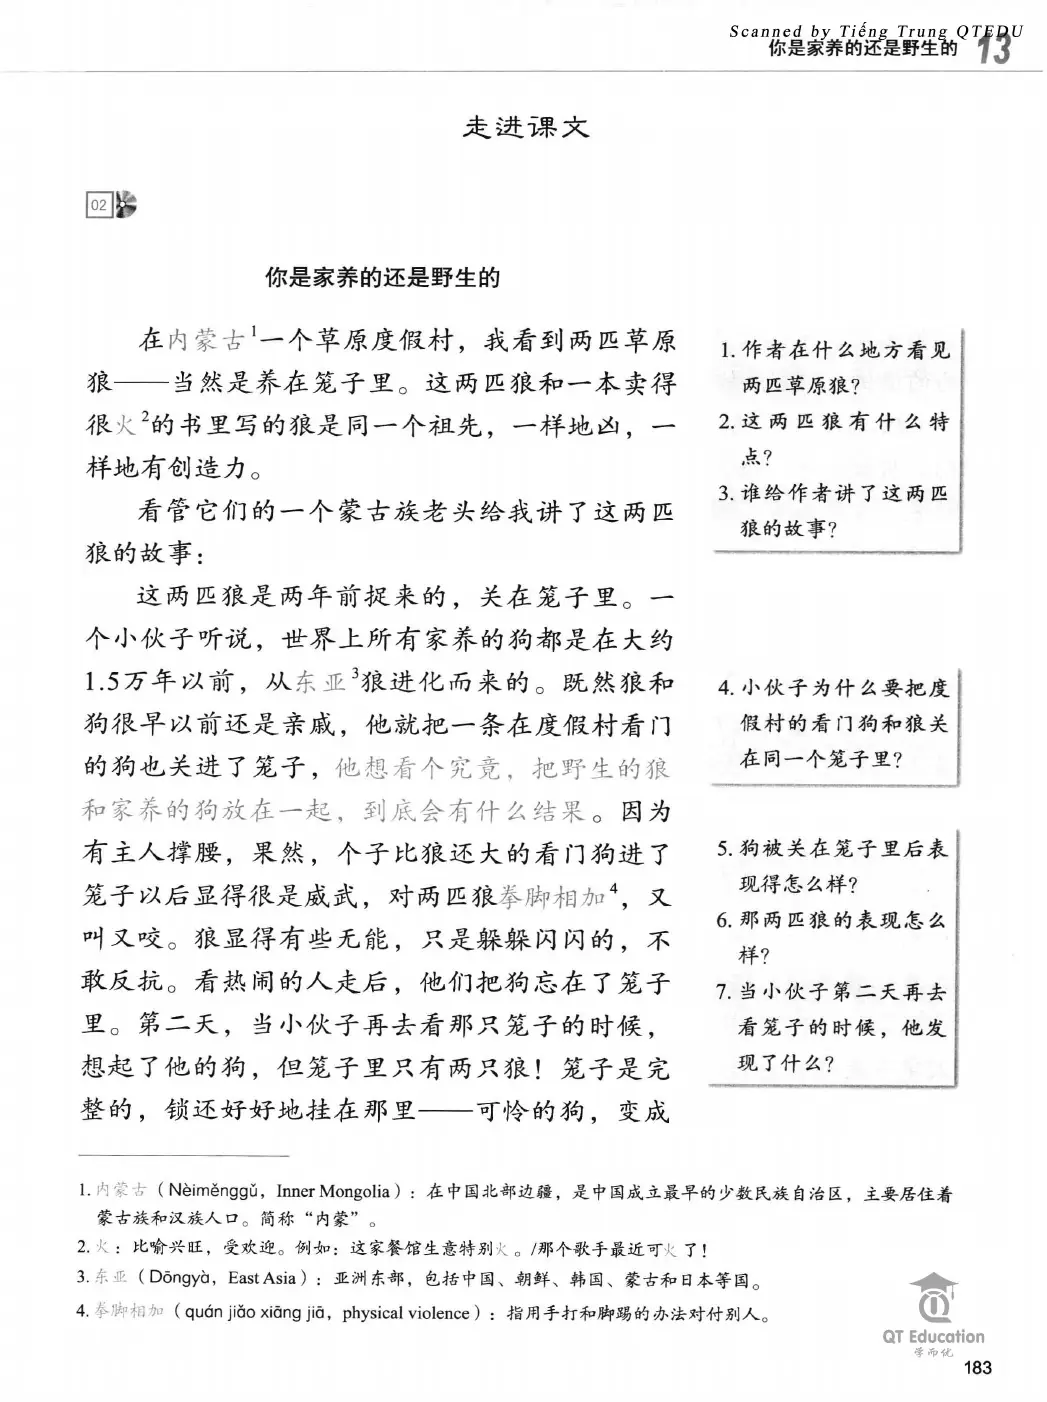 Scanned by Tiếng Trung QTEDU
你是家养的还是野生的 13
走进课文
02
你是家养的还是野生的
在内蒙古1一个草原度假村，我看到两匹草原
狼——当然是养在笼子里。这两匹狼和一本卖得
很火2的书里写的狼是同一个祖先，一样地凶，一
样地有创造力。
看管它们的一个蒙古族老头给我讲了这两匹
狼的故事：
这两匹狼是两年前捉来的，关在笼子里。一
个小伙子听说，世界上所有家养的狗都是在大约
1.5万年以前，从东亚3狼进化而来的。既然狼和
狗很早以前还是亲戚，他就把一条在度假村看门
的狗也关进了笼子，他想看个究竟，把野生的狼
和家养的狗放在一起，到底会有什么结果。因为
有主人撑腰，果然，个子比狼还大的看门狗进了
笼子以后显得很是威武，对两匹狼拳脚相加4，又
叫又咬。狼显得有些无能，只是躲躲闪闪的，不
敢反抗。看热闹的人走后，他们把狗忘在了笼子
里。第二天，当小伙子再去看那只笼子的时候，
想起了他的狗，但笼子里只有两只狼！笼子是完
整的，锁还好好地挂在那里——可怜的狗，变成
1. 作者在什么地方看见
两匹草原狼？
2. 这两匹狼有什么特
点？
3. 谁给作者讲了这两匹
狼的故事？
4. 小伙子为什么要把度
假村的看门狗和狼关
在同一个笼子里？
5. 狗被关在笼子里后表
现得怎么样？
6. 那两匹狼的表现怎么
样？
7. 当小伙子第二天再去
看笼子的时候，他发
现了什么？
1. 内蒙古（Nèiměnggǔ，Inner Mongolia）：在中国北部边疆，是中国成立最早的少数民族自治区，主要居住着
蒙古族和汉族人口。简称“内蒙”。
2. 火：比喻兴旺，受欢迎。例如：这家餐馆生意特别火。/那个歌手最近可火了！
3. 东亚（Dōngyà，East Asia）：亚洲东部，包括中国、朝鲜、韩国、蒙古和日本等国。
4. 拳脚相加（quán jiǎo xiāng jiā，physical violence）：指用手打和脚踢的办法对付别人。
QT Education
学而优
183